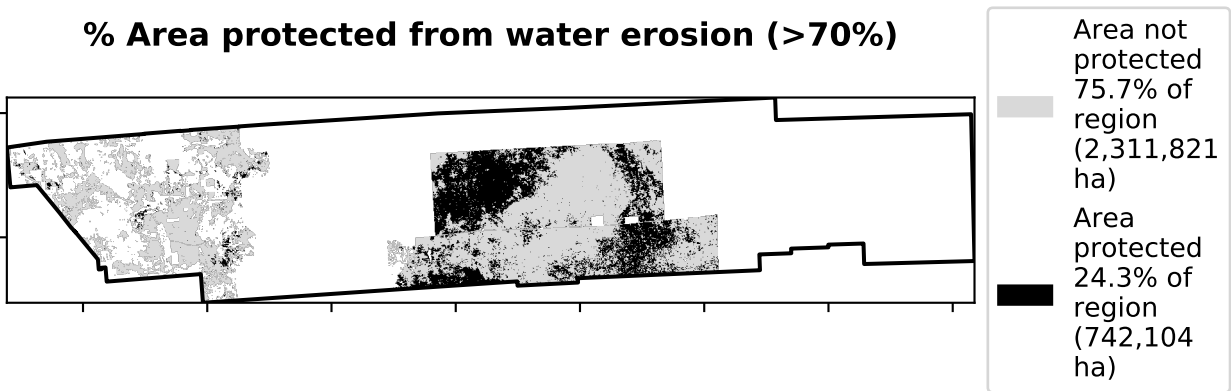 % Area protected from water erosion (>70%)
Area not
protected
75.7% of
region
(2,311,821
ha)
Area
protected
24.3% of
region
(742,104
ha)